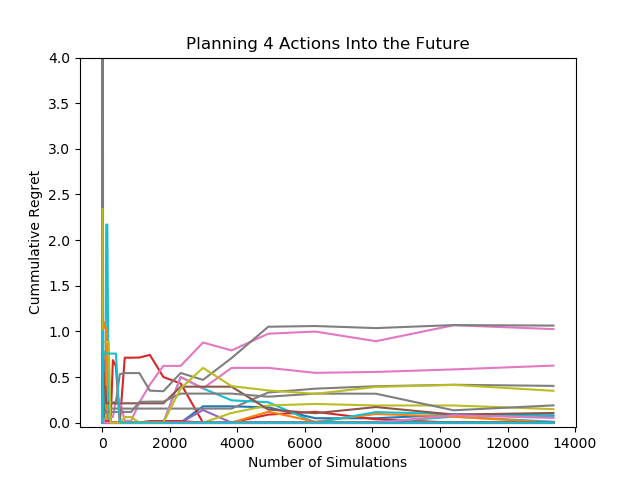 Planning 4 Actions Into the Future
4.0
3.5
3.0
2.5
2.0
1.5
1.0
0.5
0.0
Cummulative Regret
0 2000 4000 6000 8000 10000 12000 14000
Number of Simulations